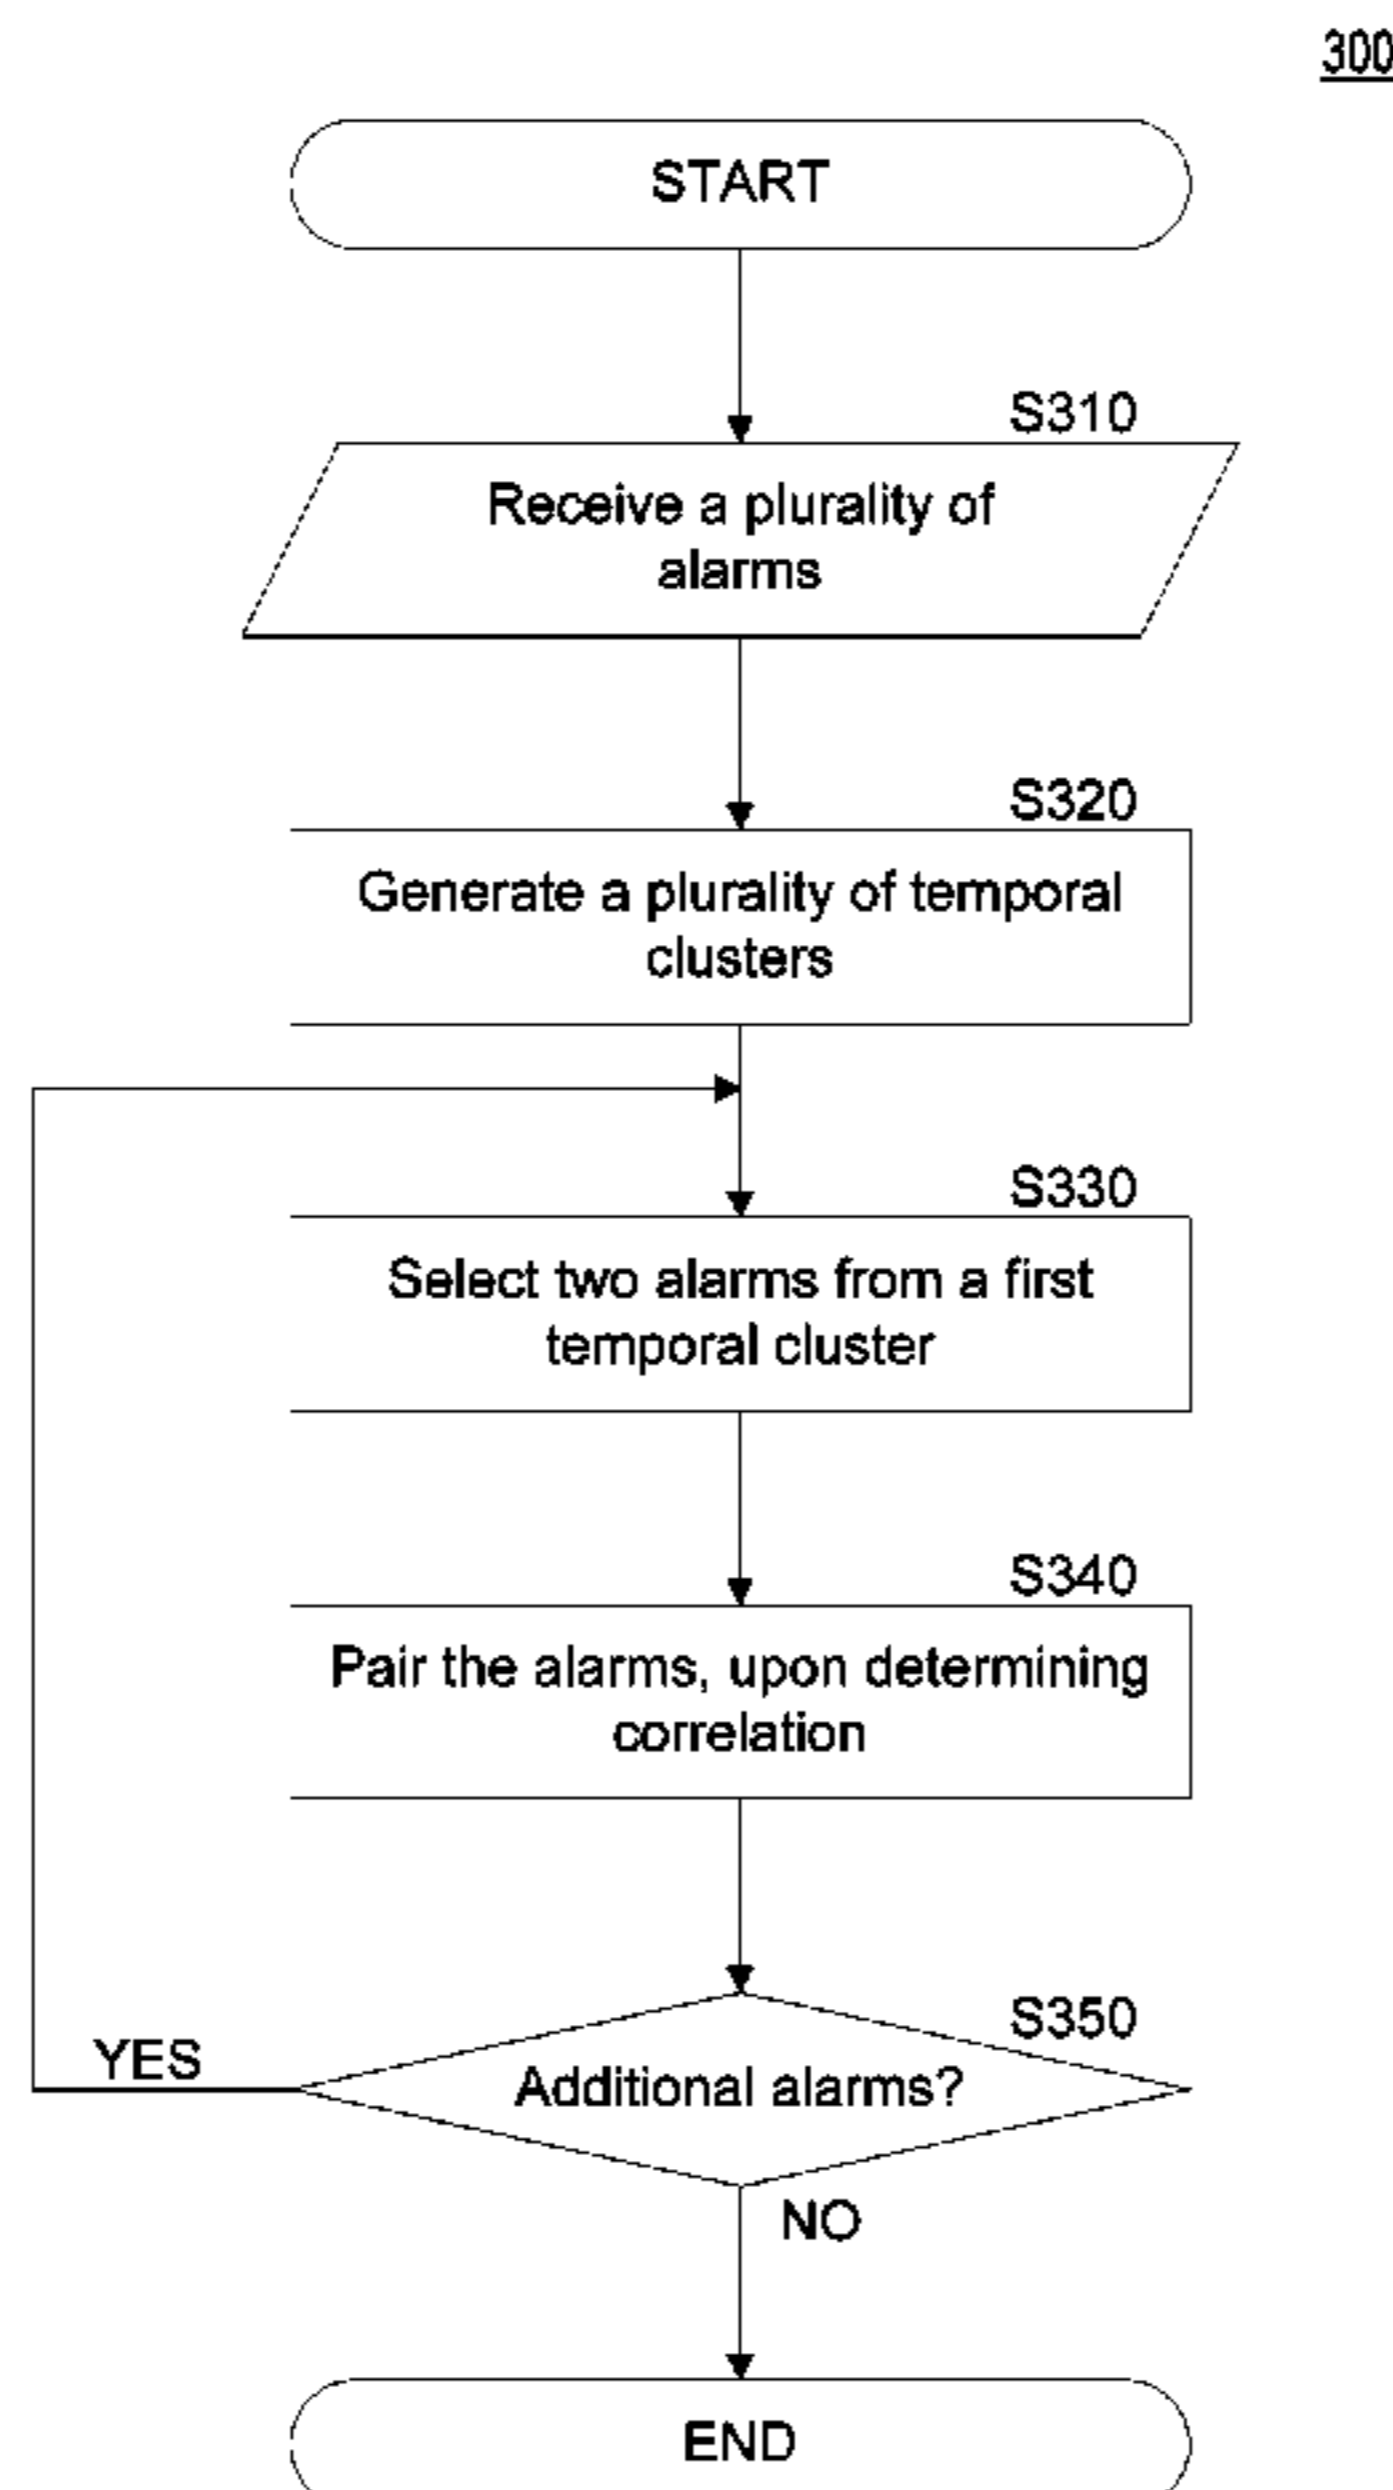 300
START
S310
Receive a plurality of
alarms
S320
Generate a plurality of temporal
clusters
S330
Select two alarms from a first
temporal cluster
S340
Pair the alarms, upon determining
correlation
S350
YES
Additional alarms?
NO
END